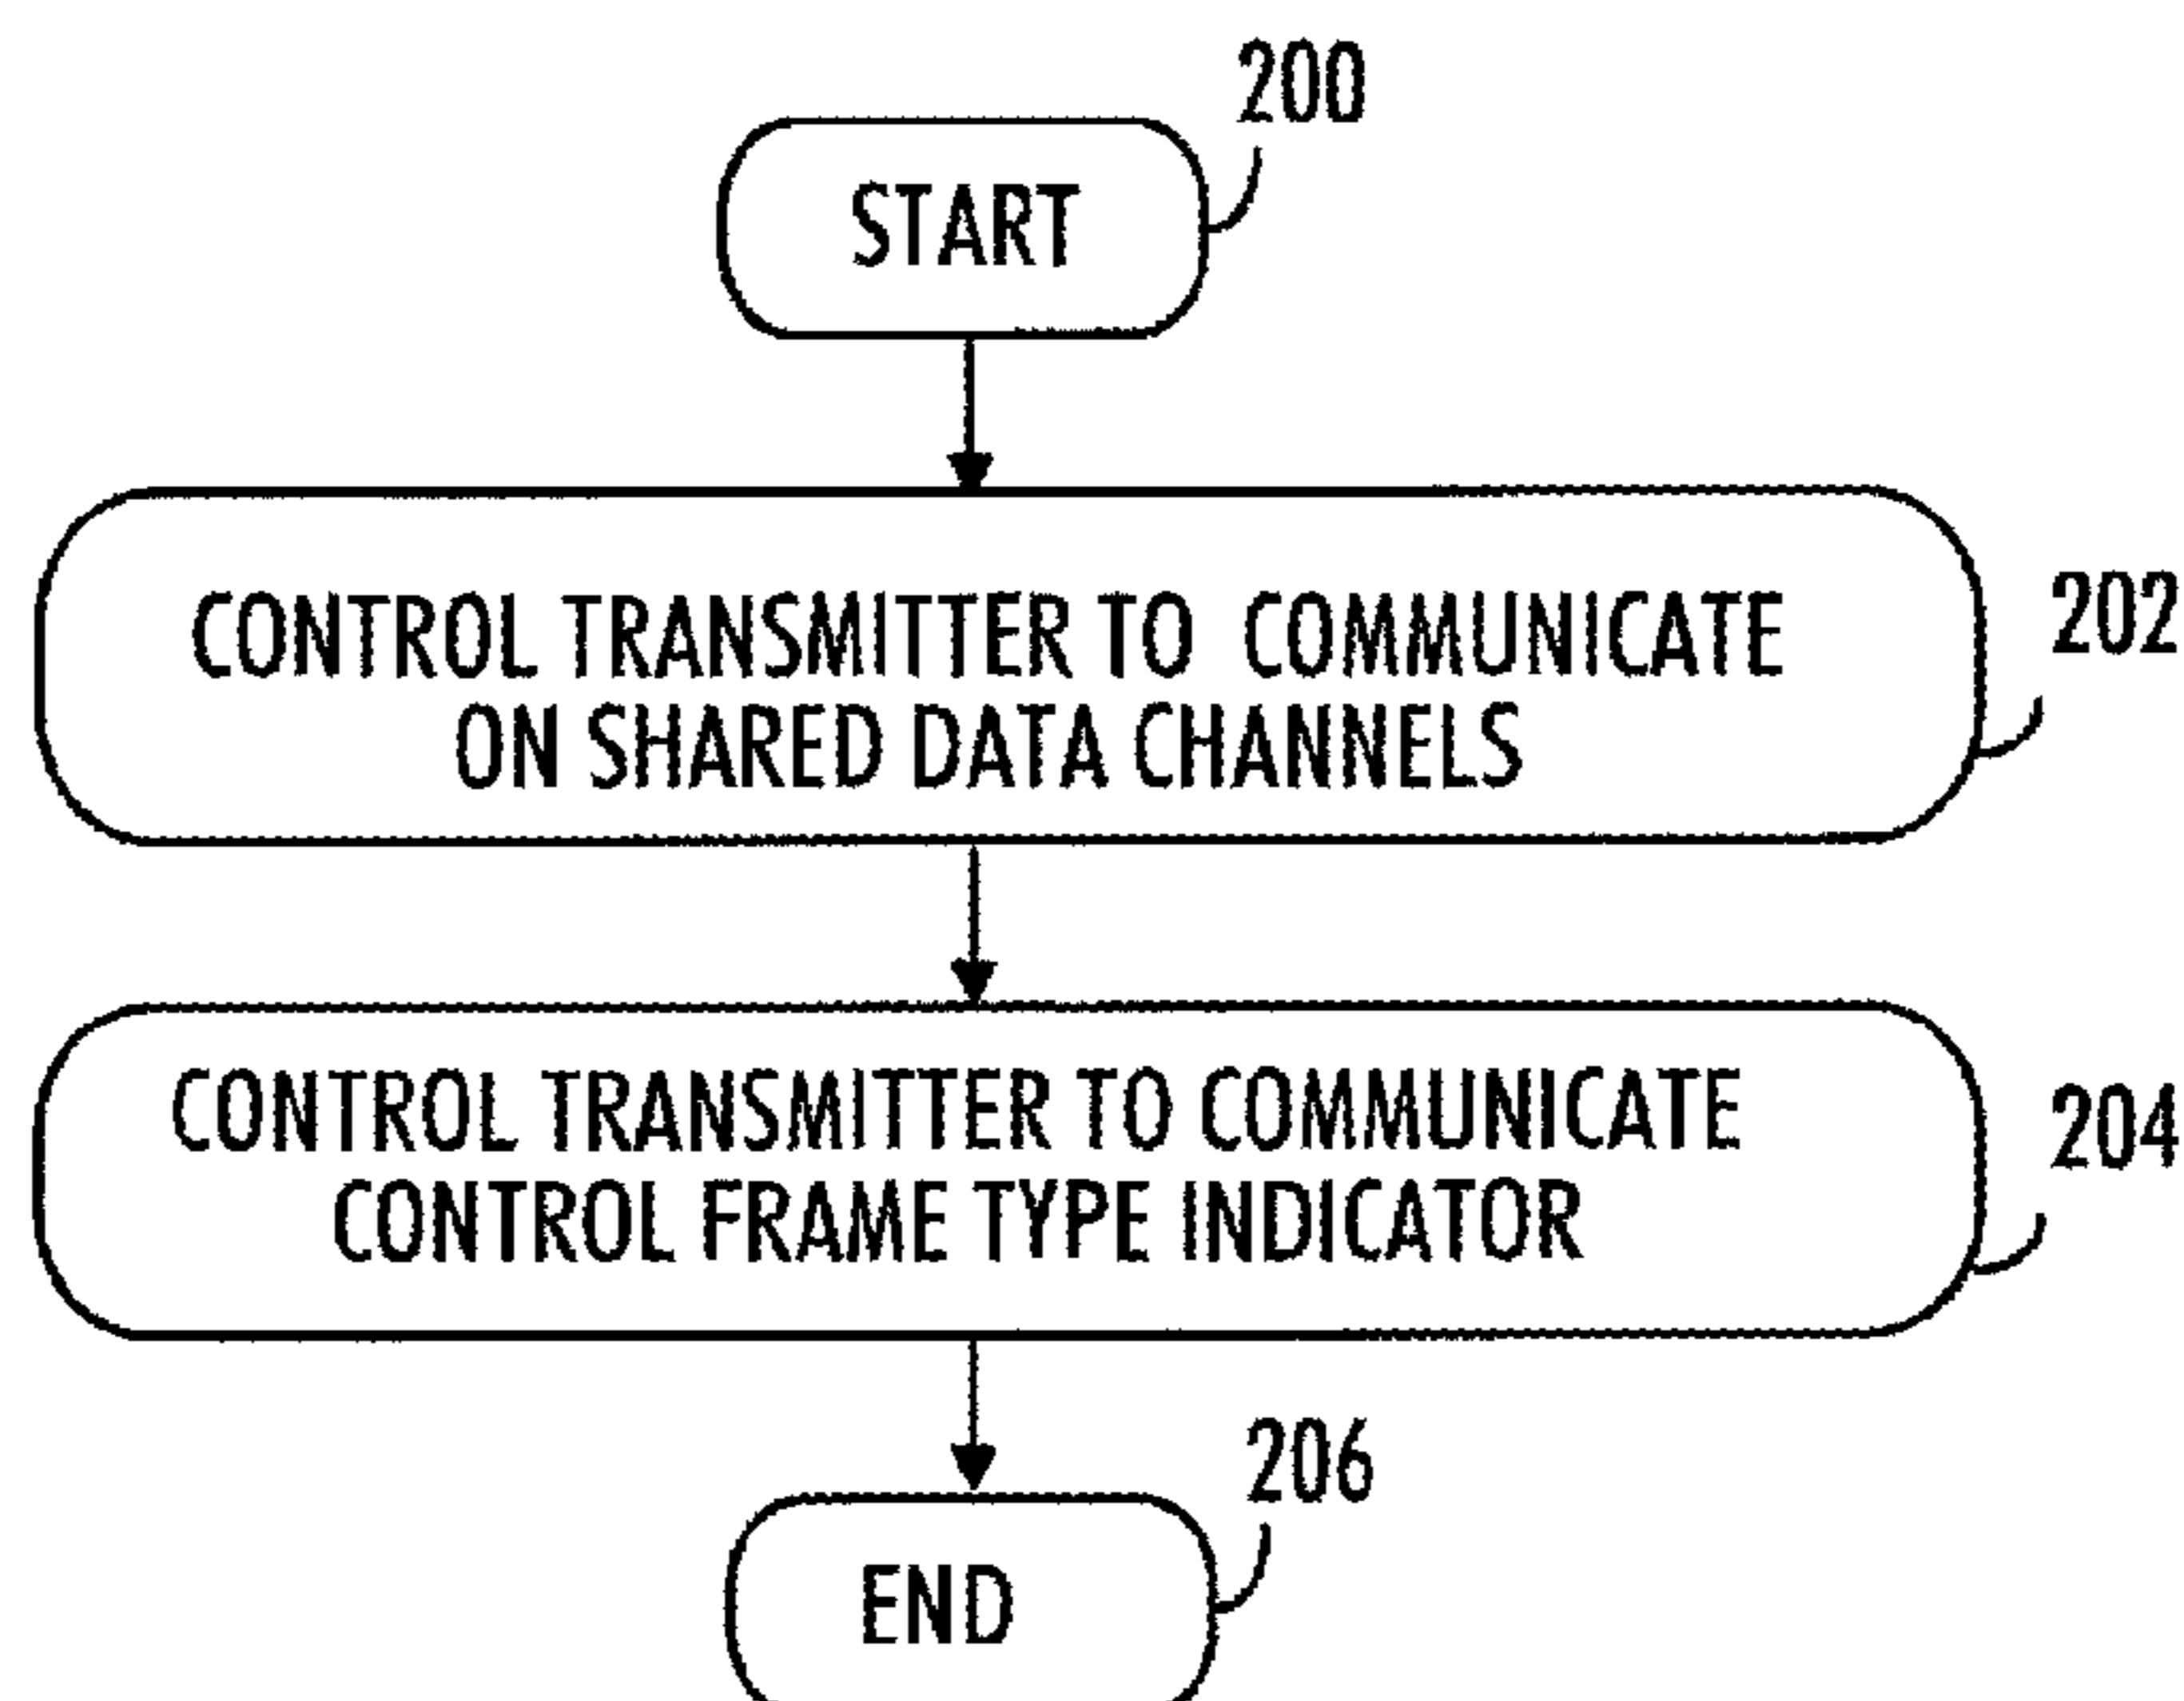 200
START
CONTROL TRANSMITTER TO COMMUNICATE
ON SHARED DATA CHANNELS
202
CONTROL TRANSMITTER TO COMMUNICATE
CONTROL FRAME TYPE INDICATOR
204
206
END